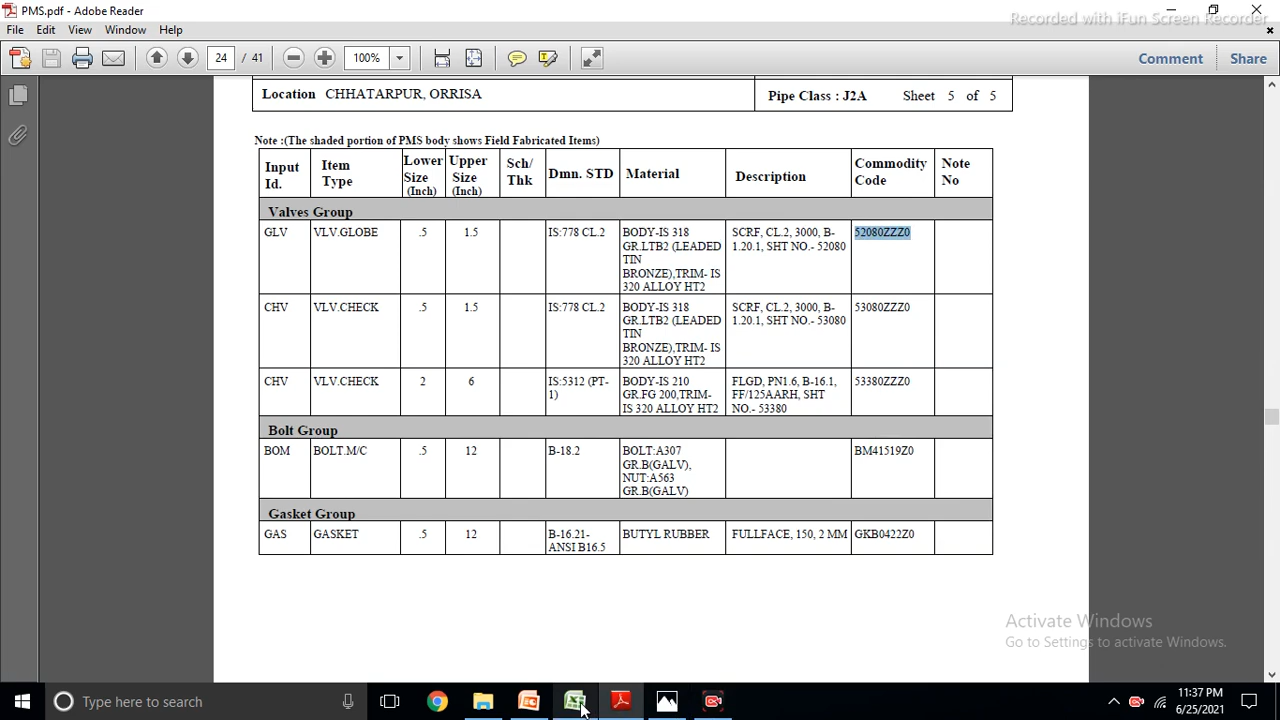 PMS.pdf - Adobe Reader
Recorded with iFun Screen Recorder
File Edit View Window Help
24 / 41 100% Comment Share
Location CHHATARPUR, ORRISA
Pipe Class : J2A Sheet 5 of 5
Note :(The shaded portion of PMS body shows Field Fabricated Items)
Input Id. Item Type Lower Size (Inch) Upper Size (Inch) Sch/ Thk Dmn. STD Material Description Commodity Code Note No
Valves Group
GLV VLV.GLOBE .5 1.5 IS:778 CL.2 BODY-IS 318 SCRF, CL.2, 3000, B- 52080ZZZ0
GR.LTB2 (LEADED 1.20.1, SHT NO.- 52080
TIN
BRONZE),TRIM- IS
320 ALLOY HT2
CHV VLV.CHECK .5 1.5 IS:778 CL.2 BODY-IS 318 SCRF, CL.2, 3000, B- 53080ZZZ0
GR.LTB2 (LEADED 1.20.1, SHT NO.- 53080
TIN
BRONZE),TRIM- IS
320 ALLOY HT2
CHV VLV.CHECK 2 6 IS:5312 (PT- BODY-IS 210 FLGD, PN1.6, B-16.1, 53380ZZZ0
1) GR.FG 200,TRIM- FF/125AARH, SHT
IS 320 ALLOY HT2 NO.- 53380
Bolt Group
BOM BOLT.M/C .5 12 B-18.2 BOLT:A307 BM41519Z0
GR.B(GALV),
NUT:A563
GR.B(GALV)
Gasket Group
GAS GASKET .5 12 B-16.21- BUTYL RUBBER FULLFACE, 150, 2 MM GKB0422Z0
ANSI B16.5
Activate Windows
Go to Settings to activate Windows.
Type here to search
11:37 PM
6/25/2021